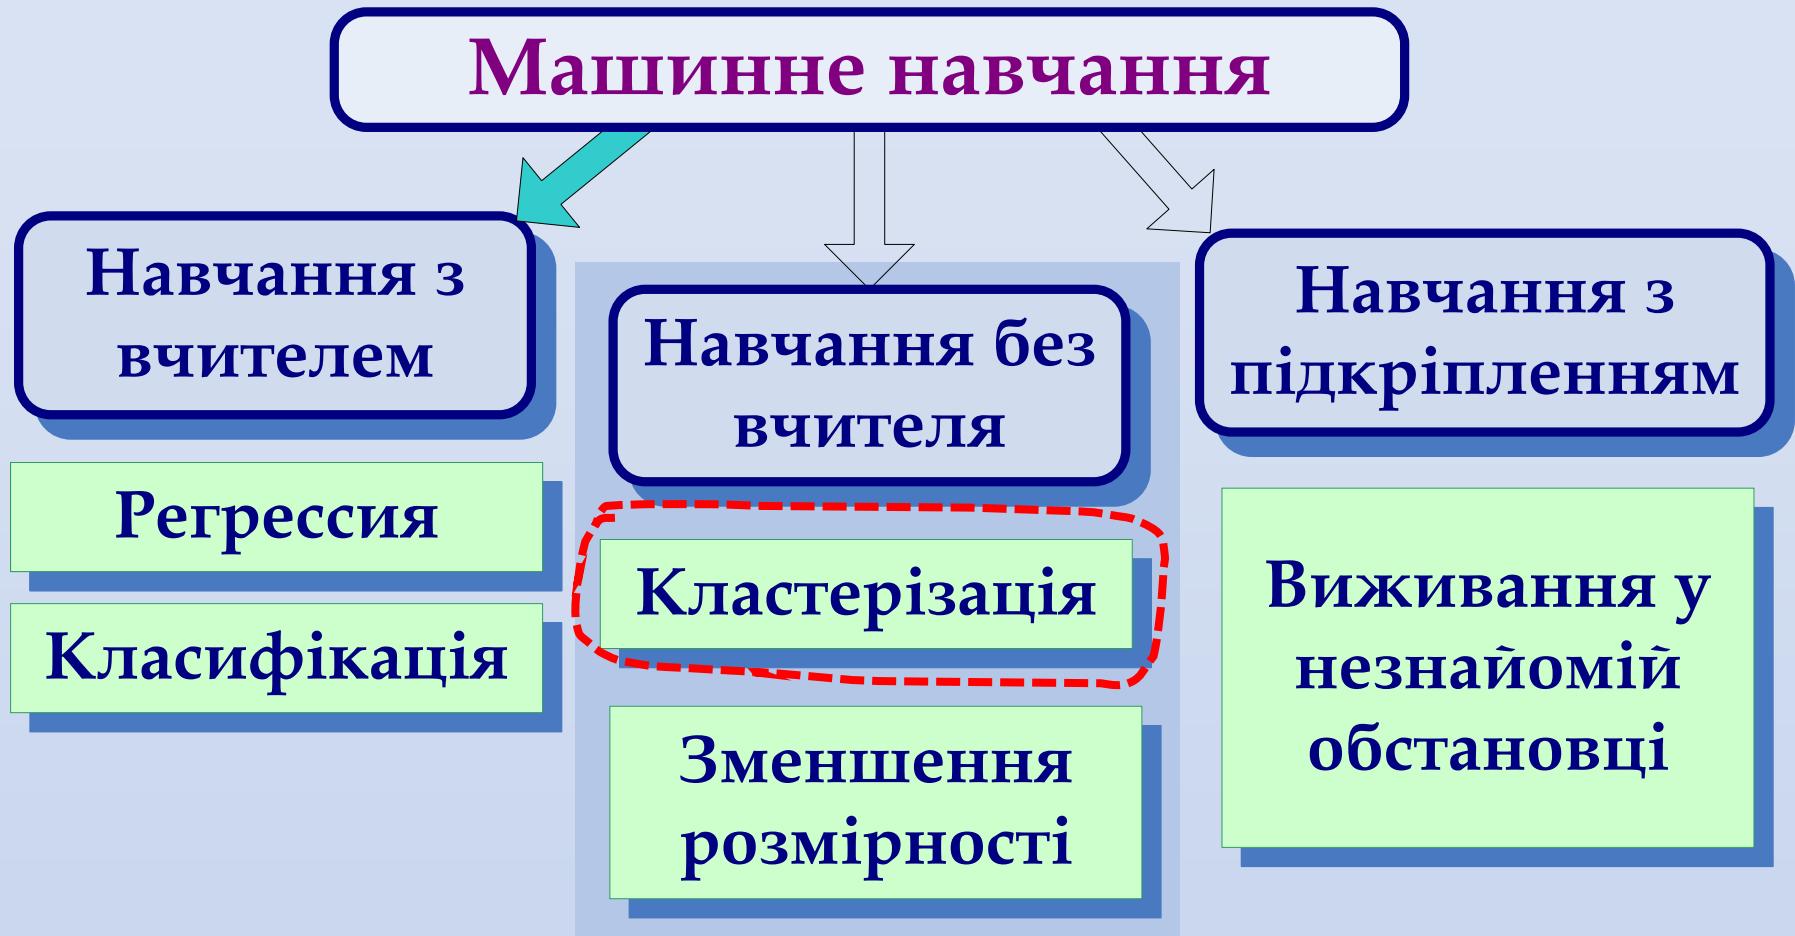 Машинне навчання
Навчання з
вчителем
Регрессия
Класифікація
Навчання без
вчителя
Кластерізація
Зменшення
розмірності
Навчання з
підкріпленням
Виживання у
незнайомій
обстановці